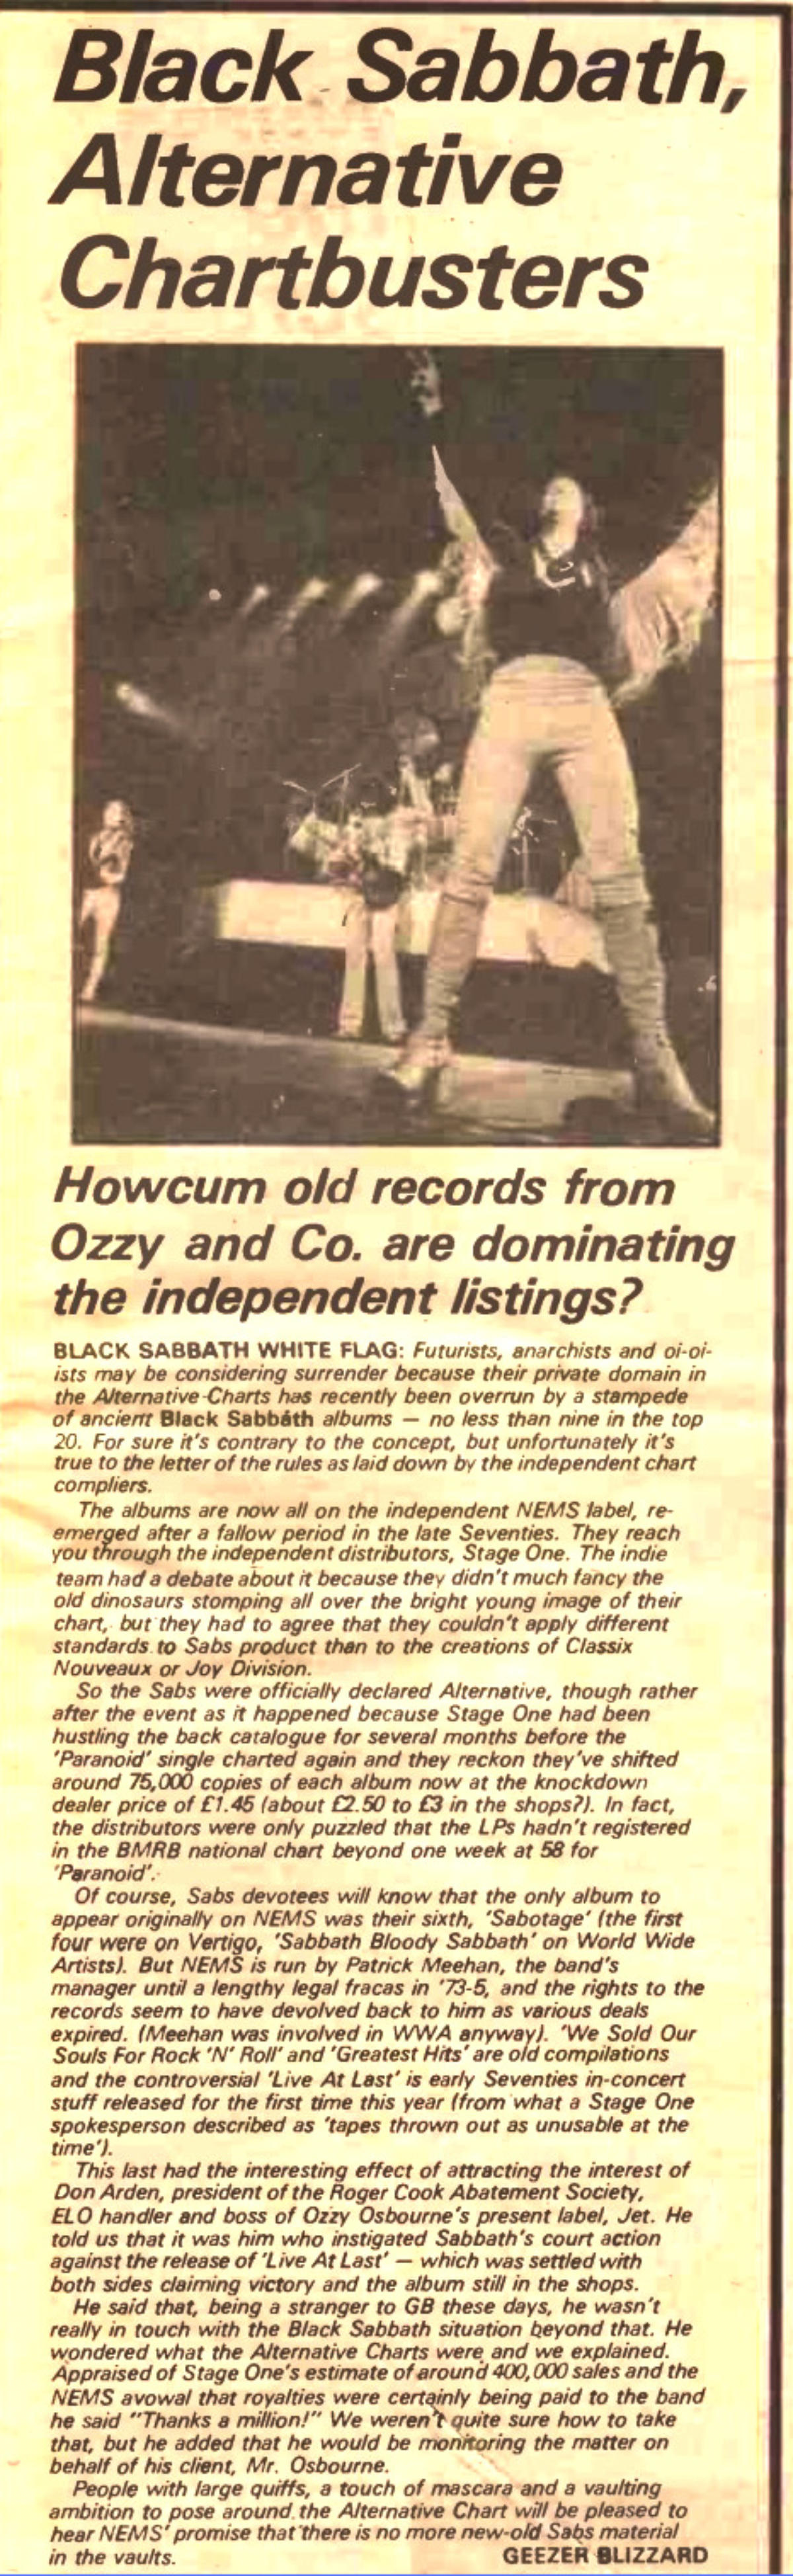 Black Sabbath,
Alternative
Chartbusters
Howcum old records from
Ozzy and Co. are dominating
the independent listings?
BLACK SABBATH WHITE FLAG: Futurists, anarchists and oi-oi-
ists may be considering surrender because their private domain in
the Alternative Charts has recently been overrun by a stampede
of ancient Black Sabbath albums — no less than nine in the top
20. For sure it's contrary to the concept, but unfortunately it's
true to the letter of the rules as laid down by the independent chart
compliers.
The albums are now all on the independent NEMS label, re-
emerged after a fallow period in the late Seventies. They reach
you through the independent distributors, Stage One. The indie
team had a debate about it because they didn't much fancy the
old dinosaurs stomping all over the bright young image of their
chart, but they had to agree that they couldn't apply different
standards to Sabs product than to the creations of Classix
Nouveaux or Joy Division.
So the Sabs were officially declared Alternative, though rather
after the event as it happened because Stage One had been
hustling the back catalogue for several months before the
'Paranoid' single charted again and they reckon they've shifted
around 75,000 copies of each album now at the knockdown
dealer price of £1.45 (about £2.50 to £3 in the shops?). In fact,
the distributors were only puzzled that the LPs hadn't registered
in the BMRB national chart beyond one week at 58 for
'Paranoid'.
Of course, Sabs devotees will know that the only album to
appear originally on NEMS was their sixth, 'Sabotage' (the first
four were on Vertigo, 'Sabbath Bloody Sabbath' on World Wide
Artists). But NEMS is run by Patrick Meehan, the band's
manager until a lengthy legal fracas in '73-5, and the rights to the
records seem to have devolved back to him as various deals
expired. (Meehan was involved in WWA anyway). 'We Sold Our
Souls For Rock 'N' Roll' and 'Greatest Hits' are old compilations
and the controversial 'Live At Last' is early Seventies in-concert
stuff released for the first time this year (from what a Stage One
spokesperson described as 'tapes thrown out as unusable at the
time').
This last had the interesting effect of attracting the interest of
Don Arden, president of the Roger Cook Abatement Society,
ELO handler and boss of Ozzy Osbourne's present label, Jet. He
told us that it was him who instigated Sabbath's court action
against the release of 'Live At Last' — which was settled with
both sides claiming victory and the album still in the shops.
He said that, being a stranger to GB these days, he wasn't
really in touch with the Black Sabbath situation beyond that. He
wondered what the Alternative Charts were and we explained.
Appraised of Stage One's estimate of around 400,000 sales and the
NEMS avowal that royalties were certainly being paid to the band
he said "Thanks a million!" We weren't quite sure how to take
that, but he added that he would be monitoring the matter on
behalf of his client, Mr. Osbourne.
People with large quiffs, a touch of mascara and a vaulting
ambition to pose around the Alternative Chart will be pleased to
hear NEMS' promise that there is no more new-old Sabs material
in the vaults. GEEZER BLIZZARD